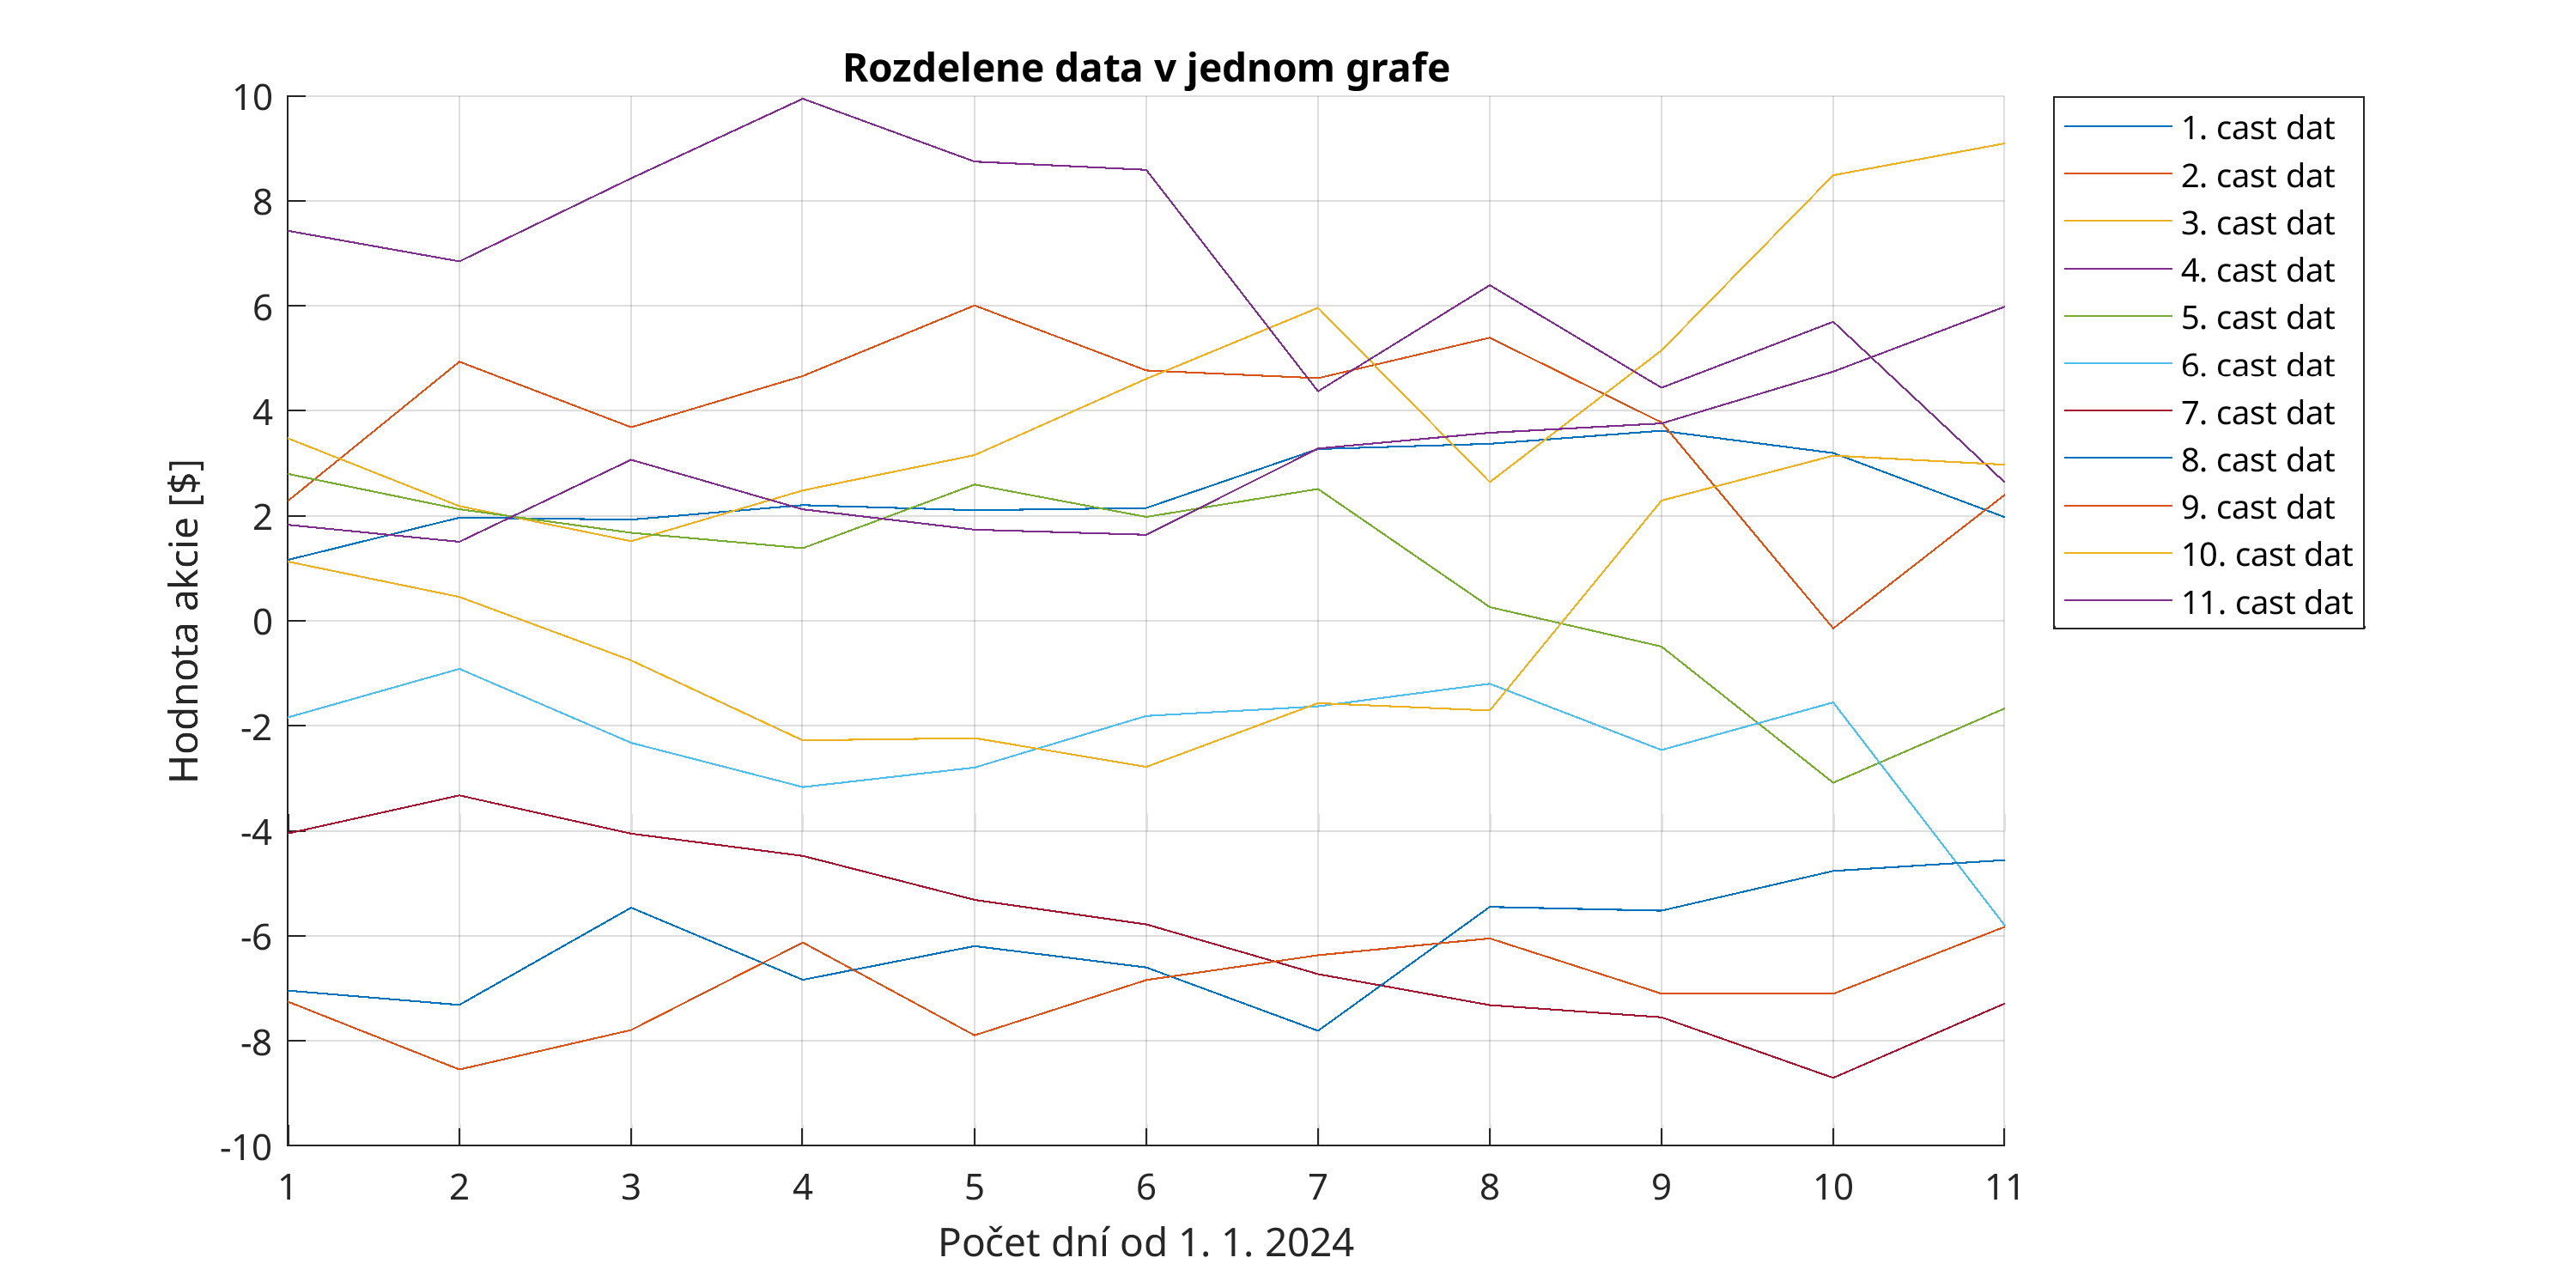 Rozdelene data v jednom grafe
10
8
6
4
2
0
-2
-4
-6
-8
-10
Hodnota akcie [$]
1 2 3 4 5 6 7 8 9 10 11
Počet dní od 1. 1. 2024
1. cast dat
2. cast dat
3. cast dat
4. cast dat
5. cast dat
6. cast dat
7. cast dat
8. cast dat
9. cast dat
10. cast dat
11. cast dat